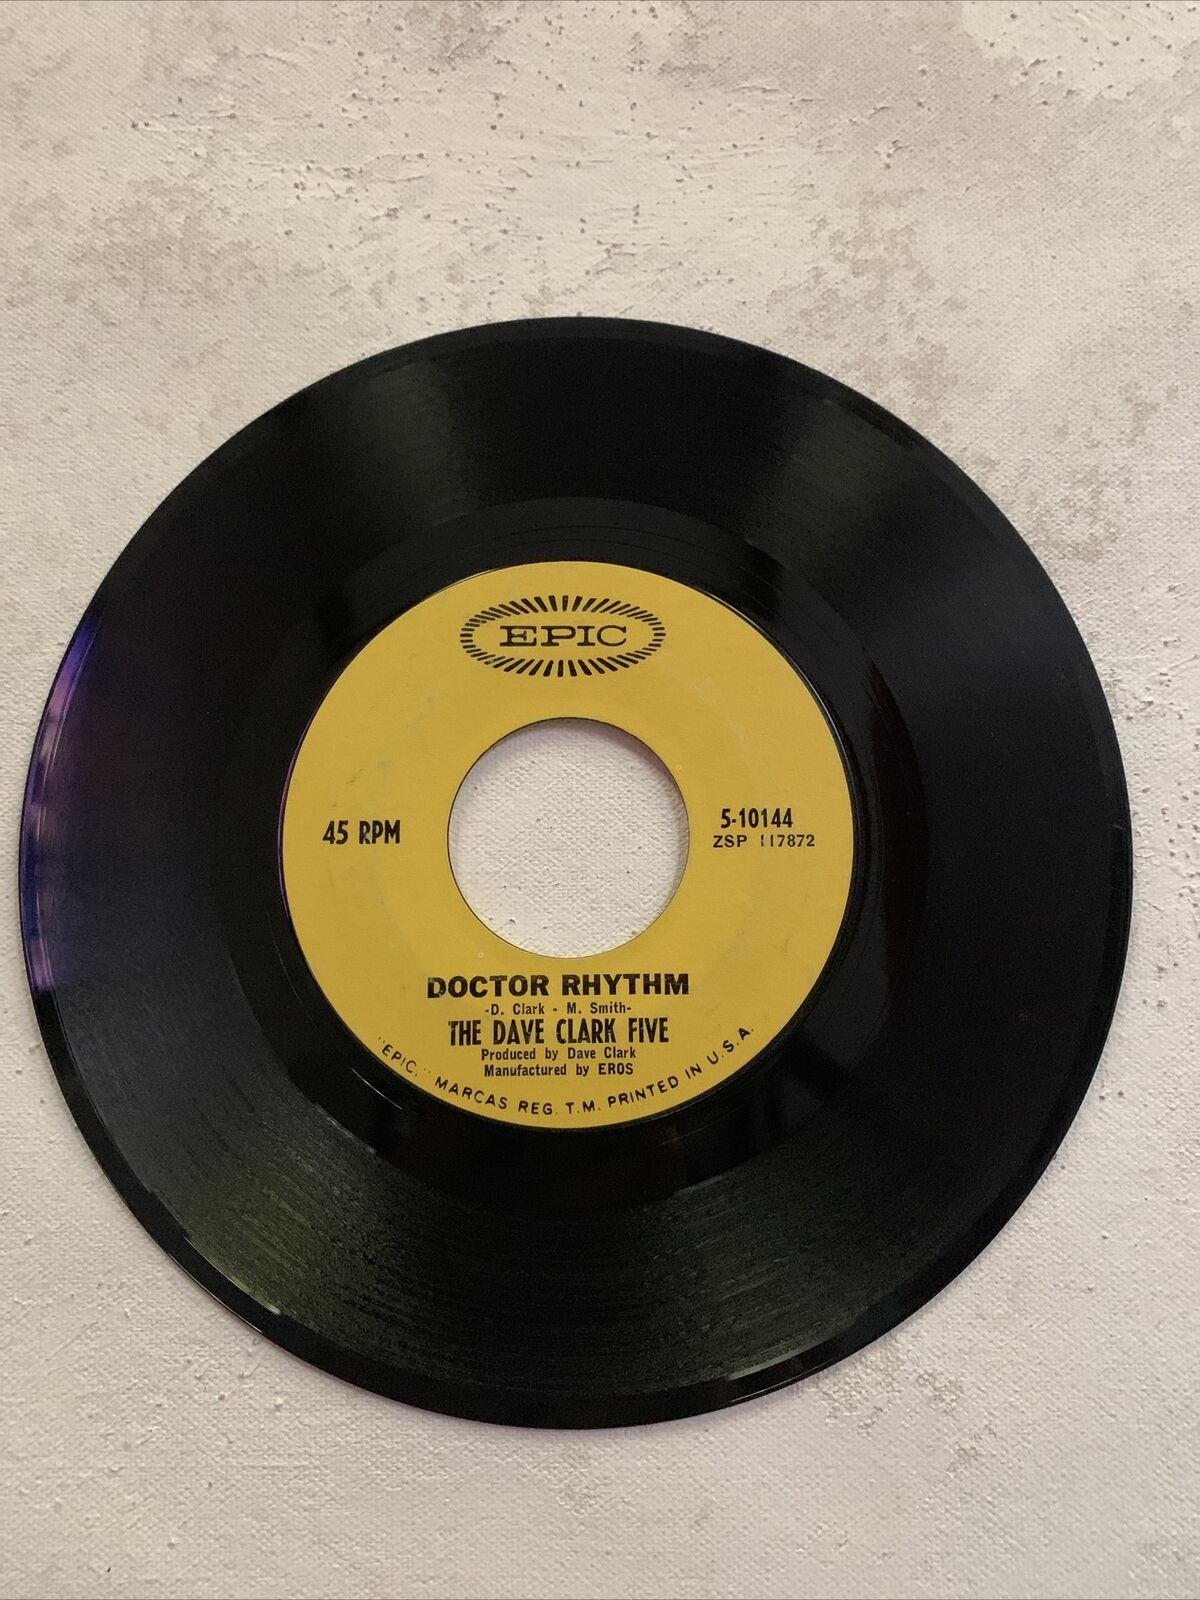 EPIC
45 RPM
5-10144
ZSP 117872
DOCTOR RHYTHM
-D. Clark - M. Smith-
THE DAVE CLARK FIVE
Produced by Dave Clark
Manufactured by EROS
"EPIC," MARCAS REG. T.M. PRINTED IN U.S.A.